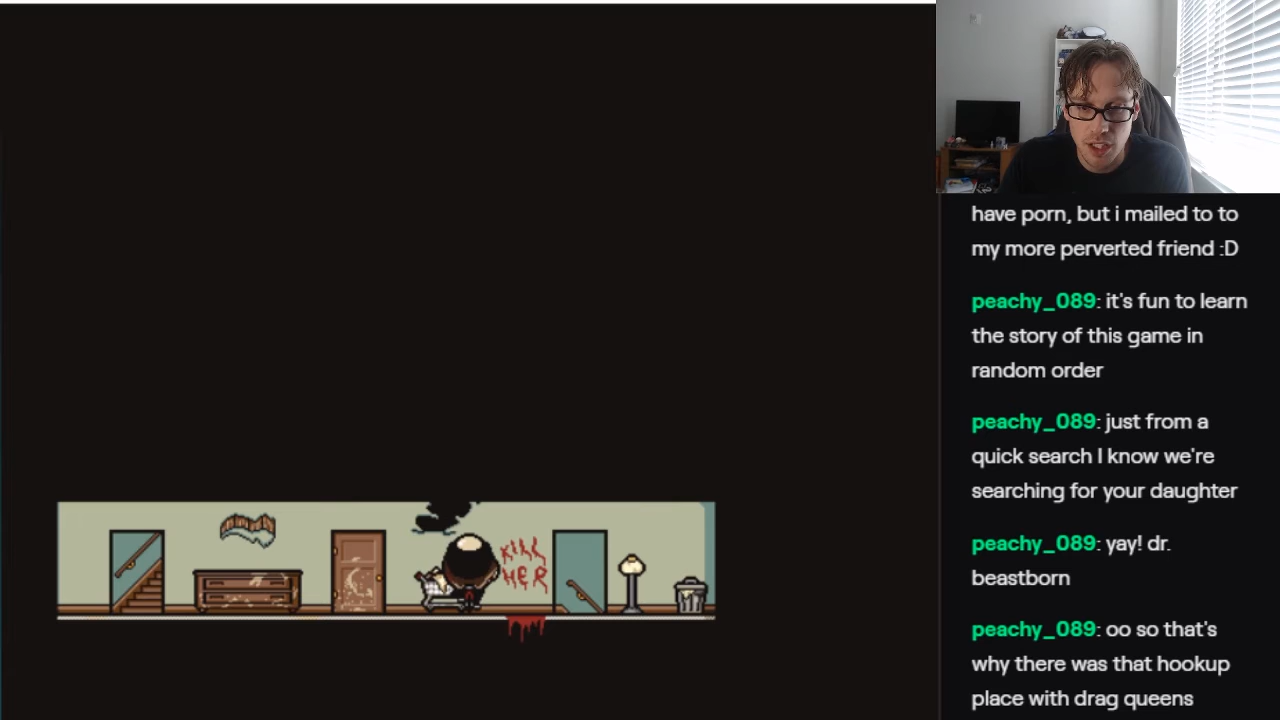 have porn, but i mailed to to
my more perverted friend :D
peachy_089: it's fun to learn
the story of this game in
random order
peachy_089: just from a
quick search I know we're
searching for your daughter
peachy_089: yay! dr.
beastborn
peachy_089: oo so that's
why there was that hookup
place with drag queens
KILL
HER